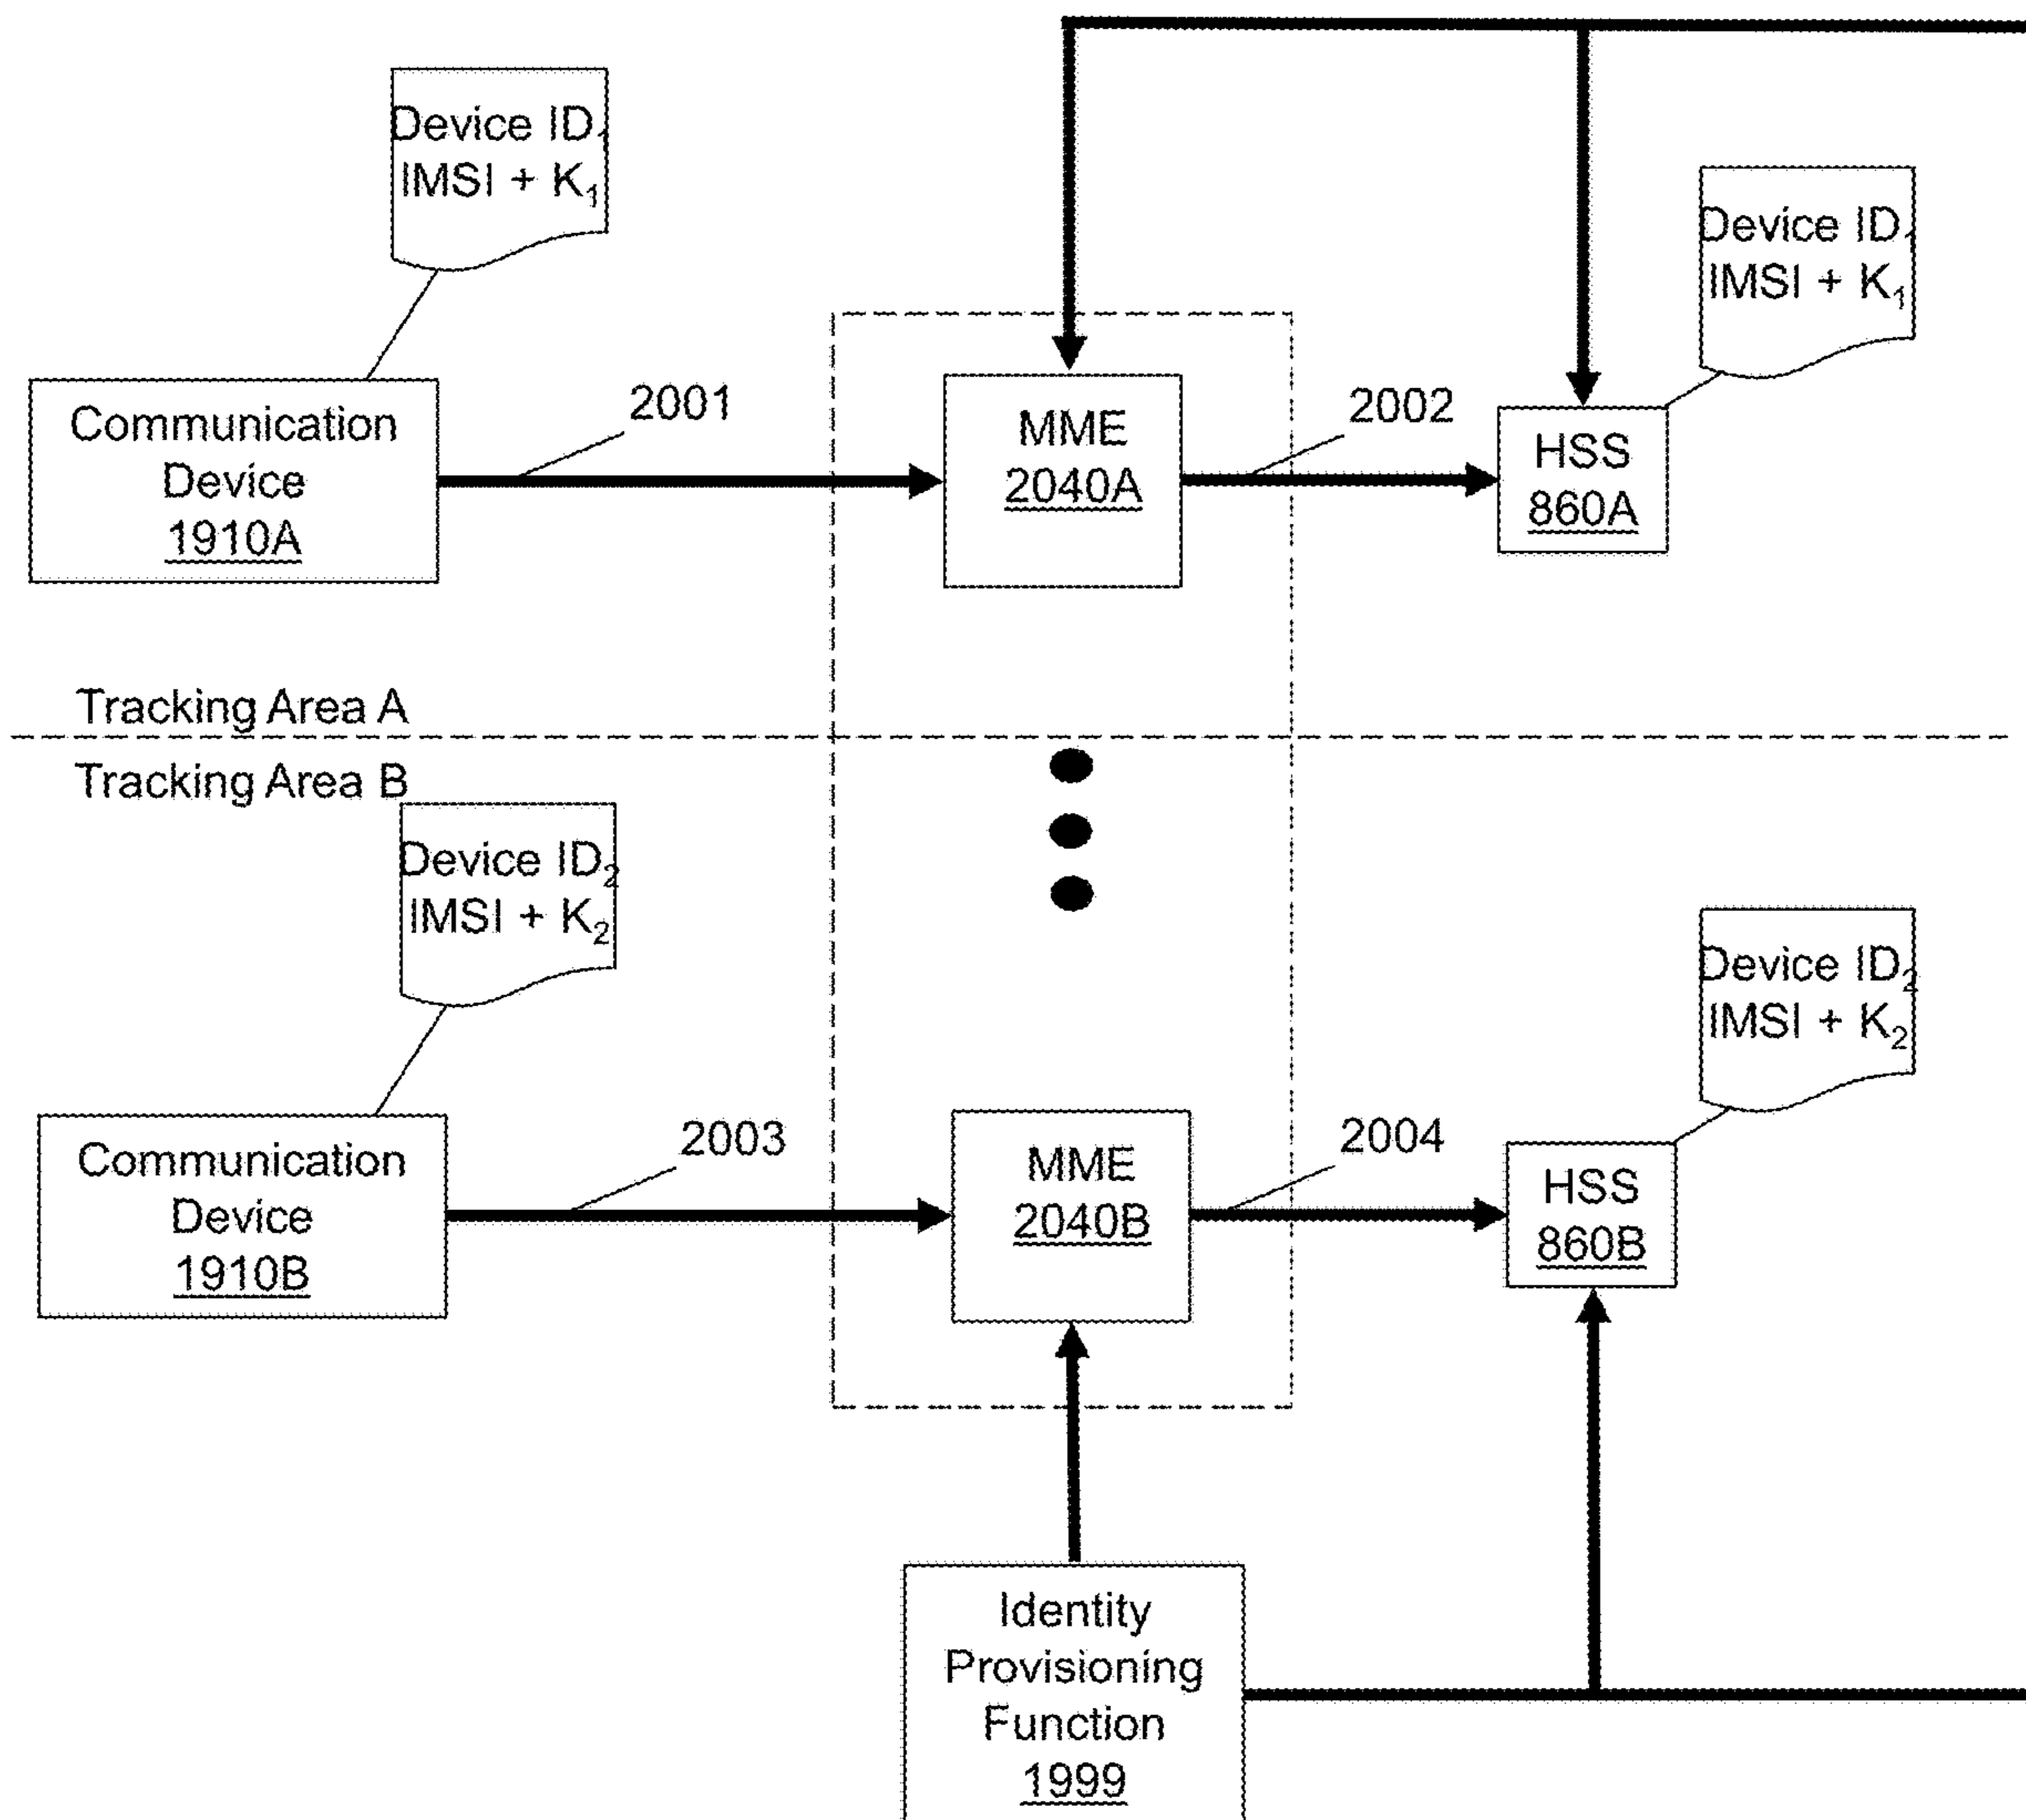 Device ID₁
IMSI + K₁
Device ID₁
IMSI + K₁
Communication
Device
1910A
2001
MME
2040A
2002
HSS
860A
Tracking Area A
Tracking Area B
Device ID₂
IMSI + K₂
Device ID₂
IMSI + K₂
Communication
Device
1910B
2003
MME
2040B
2004
HSS
860B
Identity
Provisioning
Function
1999